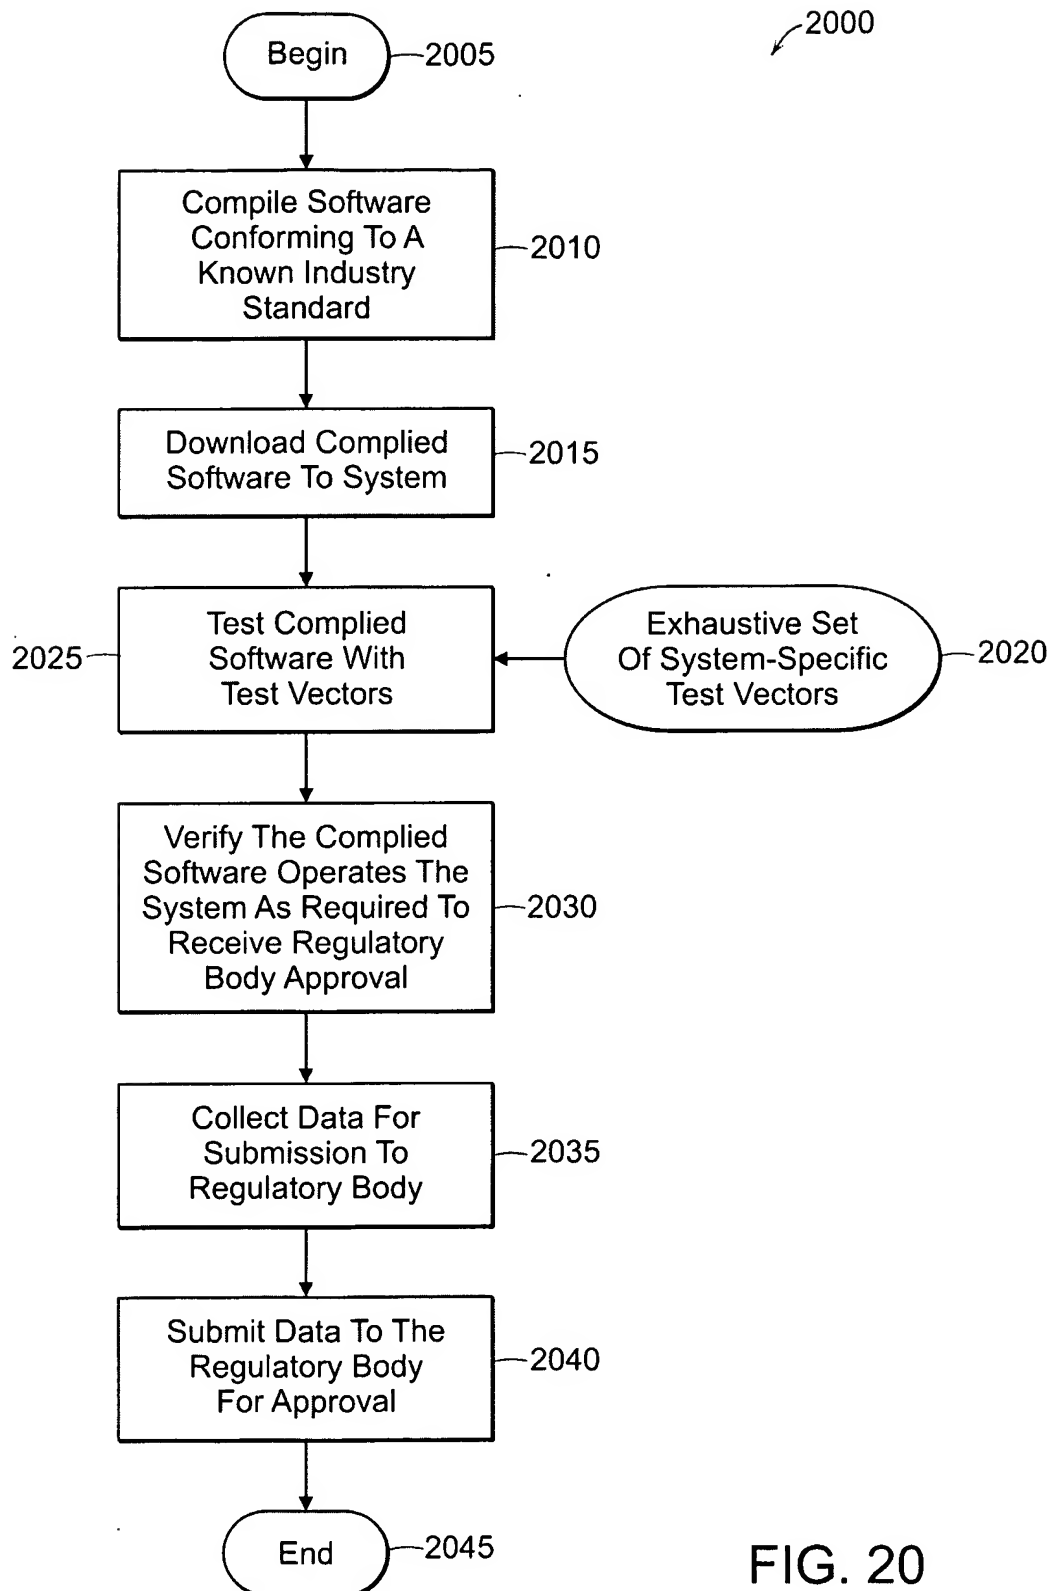 2000
Begin
2005
Compile Software
Conforming To A
Known Industry
Standard
2010
Download Complied
Software To System
2015
Test Complied
Software With
Test Vectors
2025
Exhaustive Set
Of System-Specific
Test Vectors
2020
Verify The Complied
Software Operates The
System As Required To
Receive Regulatory
Body Approval
2030
Collect Data For
Submission To
Regulatory Body
2035
Submit Data To The
Regulatory Body
For Approval
2040
End
2045
FIG. 20